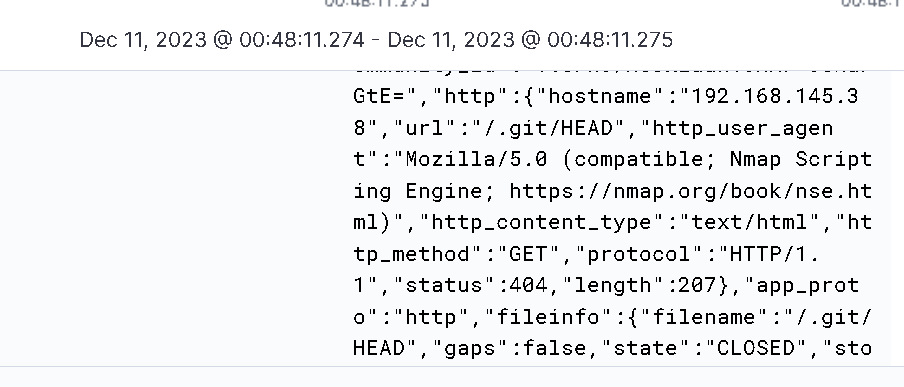 Dec 11, 2023 @ 00:48:11.274 - Dec 11, 2023 @ 00:48:11.275
GtE=","http":{"hostname":"192.168.145.3
8","url":"/.git/HEAD","http_user_agen
t":"Mozilla/5.0 (compatible; Nmap Script
ing Engine; https://nmap.org/book/nse.ht
ml)","http_content_type":"text/html","ht
tp_method":"GET","protocol":"HTTP/1.
1","status":404,"length":207},"app_prot
o":"http","fileinfo":{"filename":"/.git/
HEAD","gaps":false,"state":"CLOSED","sto